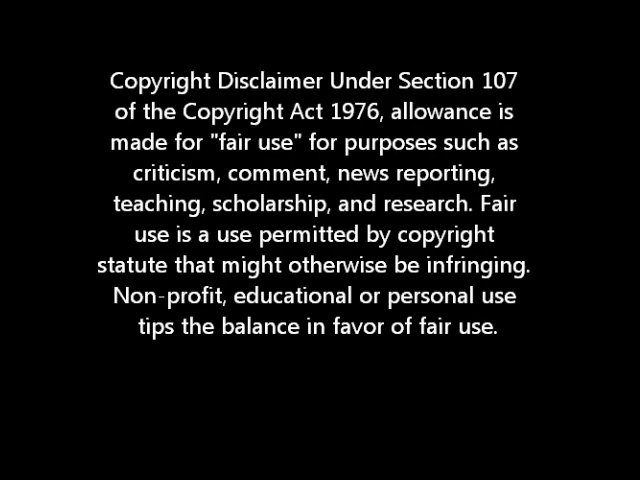 Copyright Disclaimer Under Section 107
of the Copyright Act 1976, allowance is
made for "fair use" for purposes such as
criticism, comment, news reporting,
teaching, scholarship, and research. Fair
use is a use permitted by copyright
statute that might otherwise be infringing.
Non-profit, educational or personal use
tips the balance in favor of fair use.